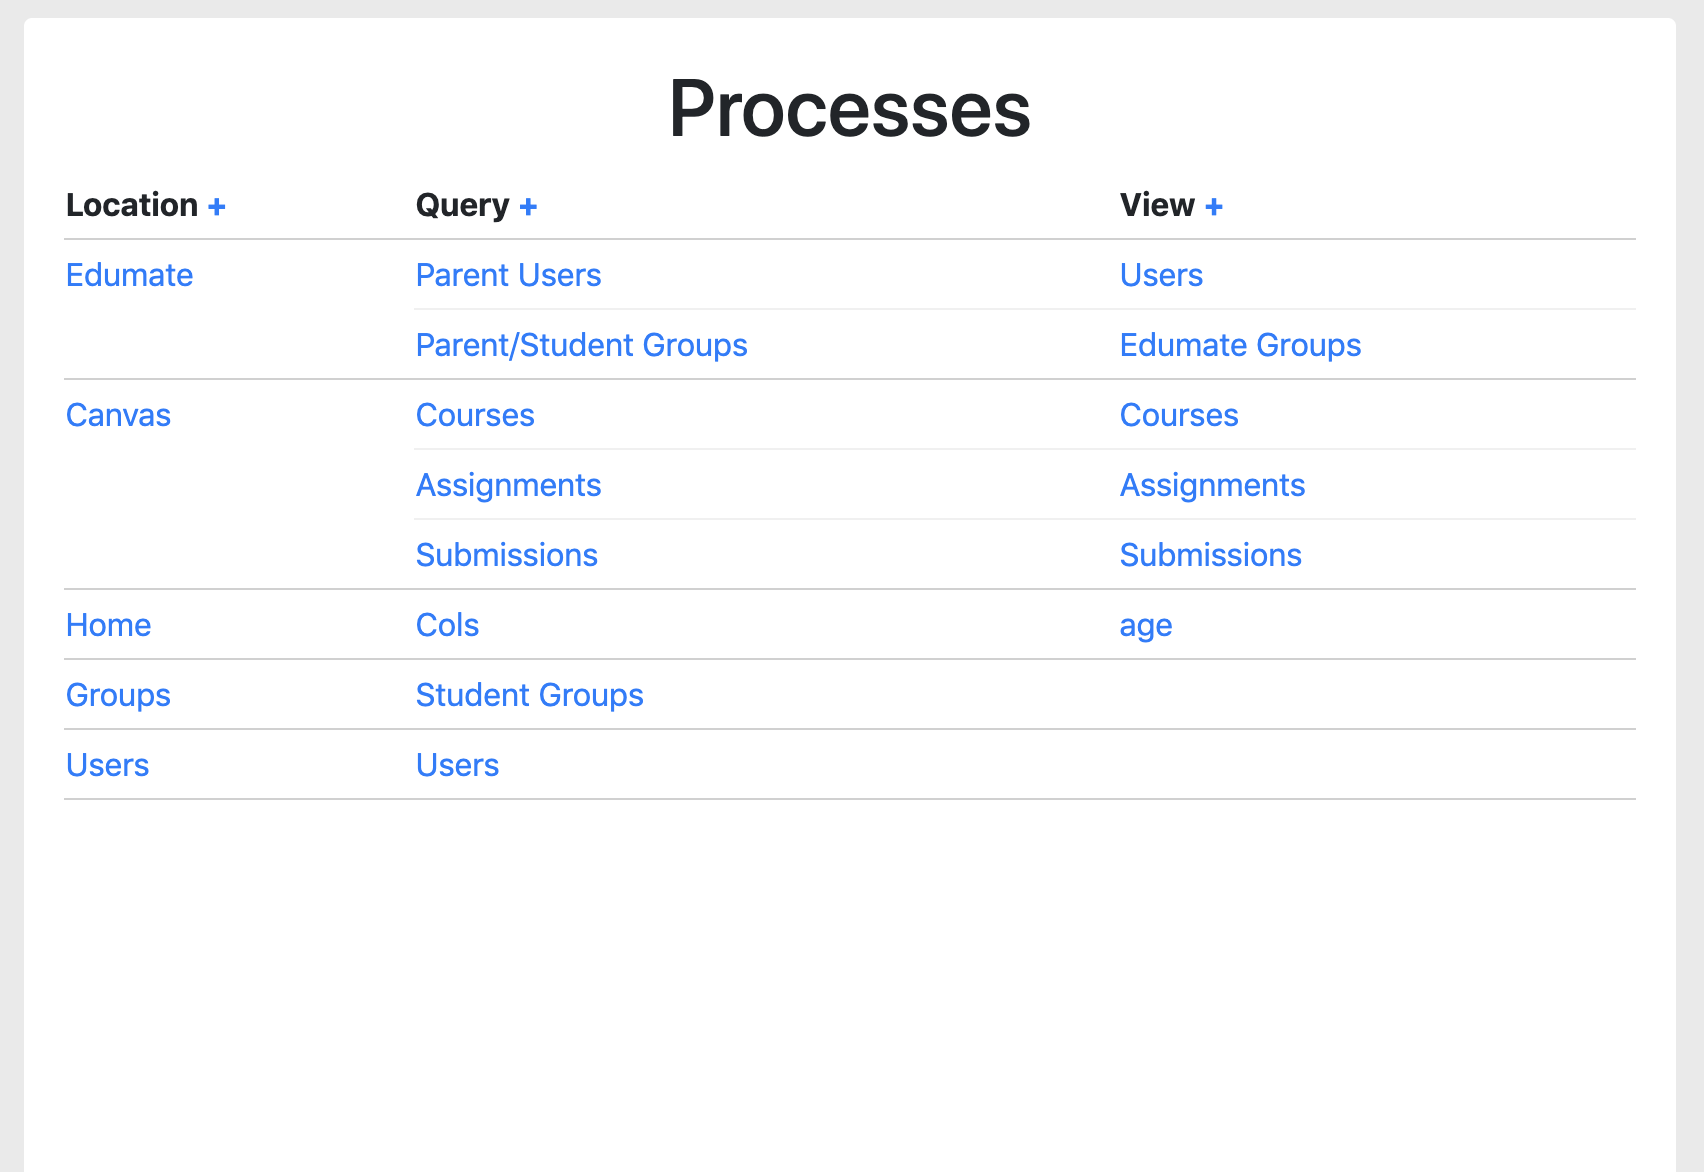 Processes
Location + Query + View +
Edumate Parent Users Users
Parent/Student Groups Edumate Groups
Canvas Courses Courses
Assignments Assignments
Submissions Submissions
Home Cols age
Groups Student Groups
Users Users